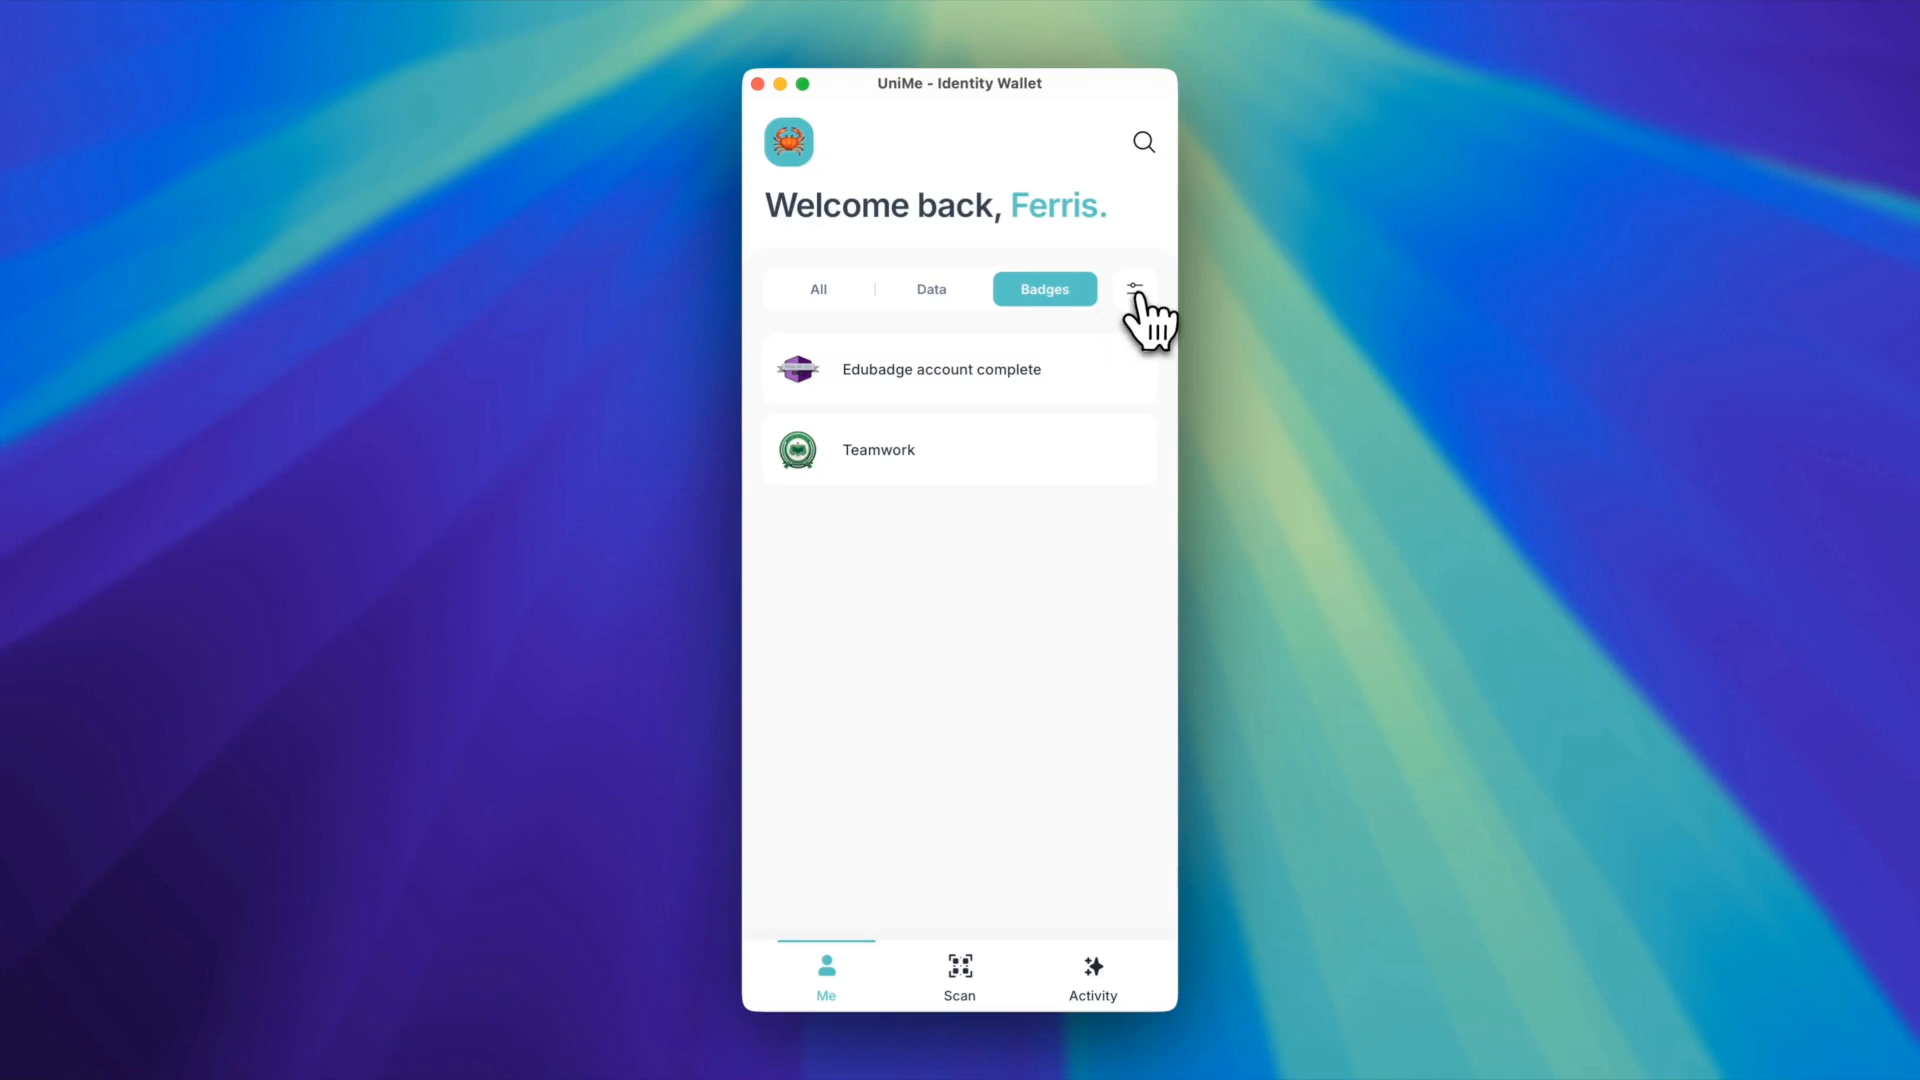 UniMe - Identity Wallet
Welcome back, Ferris.
All
Data
Badges
Edubadge account complete
Teamwork
Me
Scan
Activity